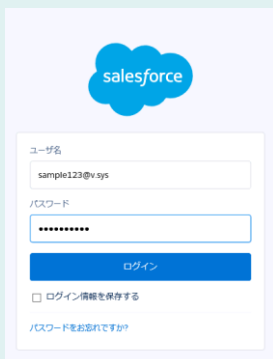 salesforce
ユーザ名
sample123@v.sys
パスワード
••••••••••
ログイン
ログイン情報を保存する
パスワードをお忘れですか?